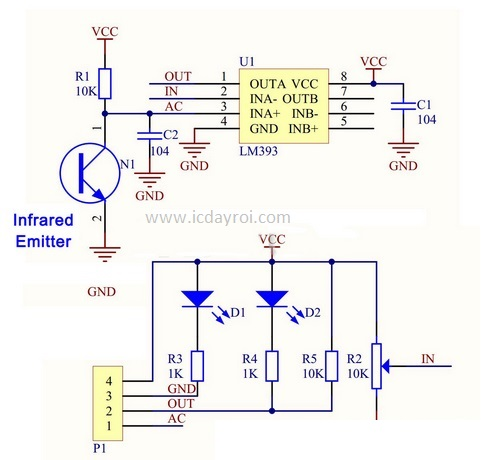 VCC
R1
10K
OUT
IN
AC
U1
1
2
3
4
OUTA VCC
INA- OUTB
INA+ INB-
GND INB+
8
7
6
5
LM393
VCC
C1
104
GND
C2
104
GND
GND
1
N1
2
Infrared
Emitter
GND
www.icdayroi.com
VCC
D1
D2
R3
1K
R4
1K
R5
10K
R2
10K
IN
4
3
2
1
GND
OUT
AC
P1